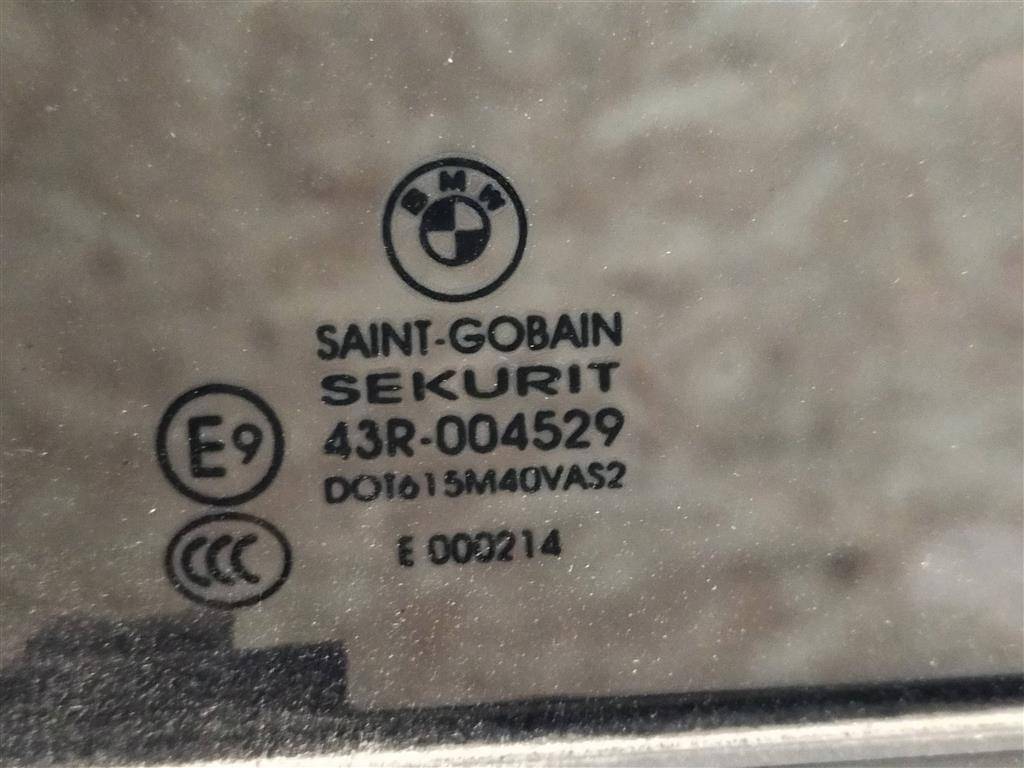 BMW
SAINT-GOBAIN
SEKURIT
E9 43R-004529
DOT615M40VAS2
CCC E 000214